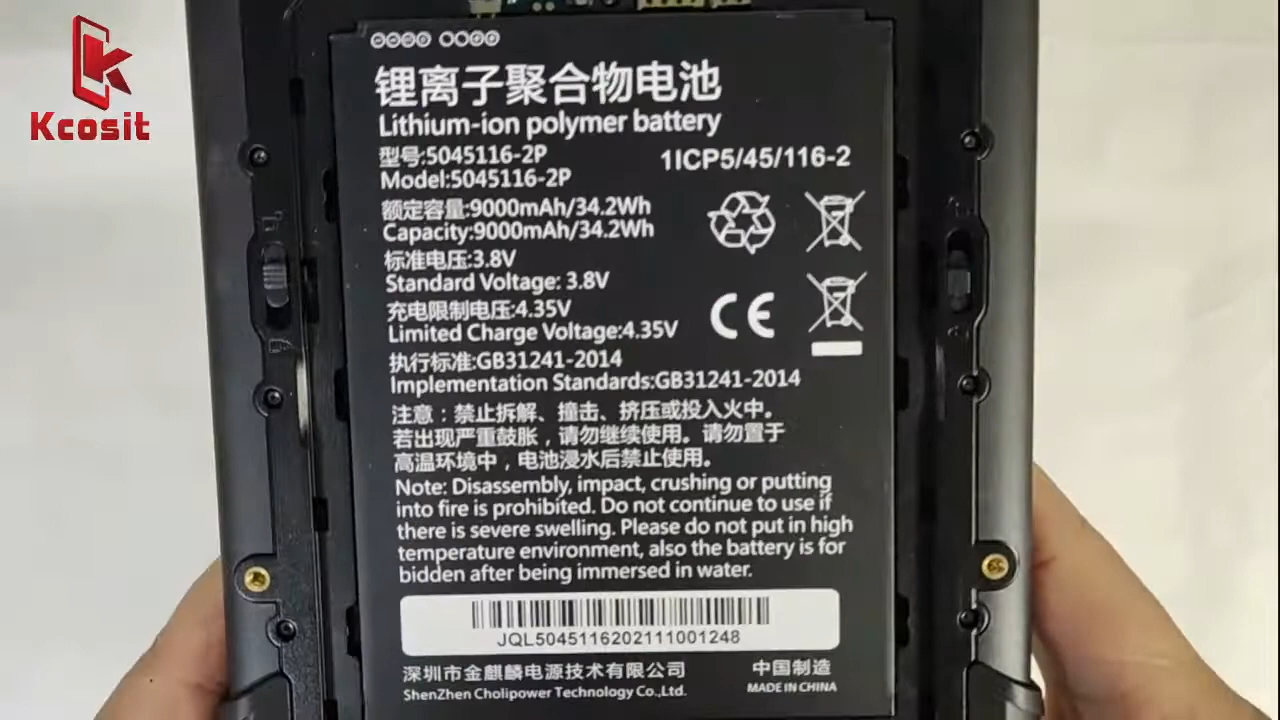 Kcosit
锂离子聚合物电池
Lithium-ion polymer battery
型号:5045116-2P
1ICP5/45/116-2
Model:5045116-2P
额定容量:9000mAh/34.2Wh
Capacity:9000mAh/34.2Wh
标准电压:3.8V
Standard Voltage: 3.8V
充电限制电压:4.35V
Limited Charge Voltage:4.35V
CE
执行标准:GB31241-2014
Implementation Standards:GB31241-2014
注意：禁止拆解、撞击、挤压或投入火中。
若出现严重鼓胀，请勿继续使用。请勿置于
高温环境中，电池浸水后禁止使用。
Note: Disassembly, impact, crushing or putting
into fire is prohibited. Do not continue to use if
there is severe swelling. Please do not put in high
temperature environment, also the battery is for
bidden after being immersed in water.
JQL5045116202111001248
深圳市金麒麟电源技术有限公司
中国制造
ShenZhen Cholipower Technology Co.,Ltd.
MADE IN CHINA